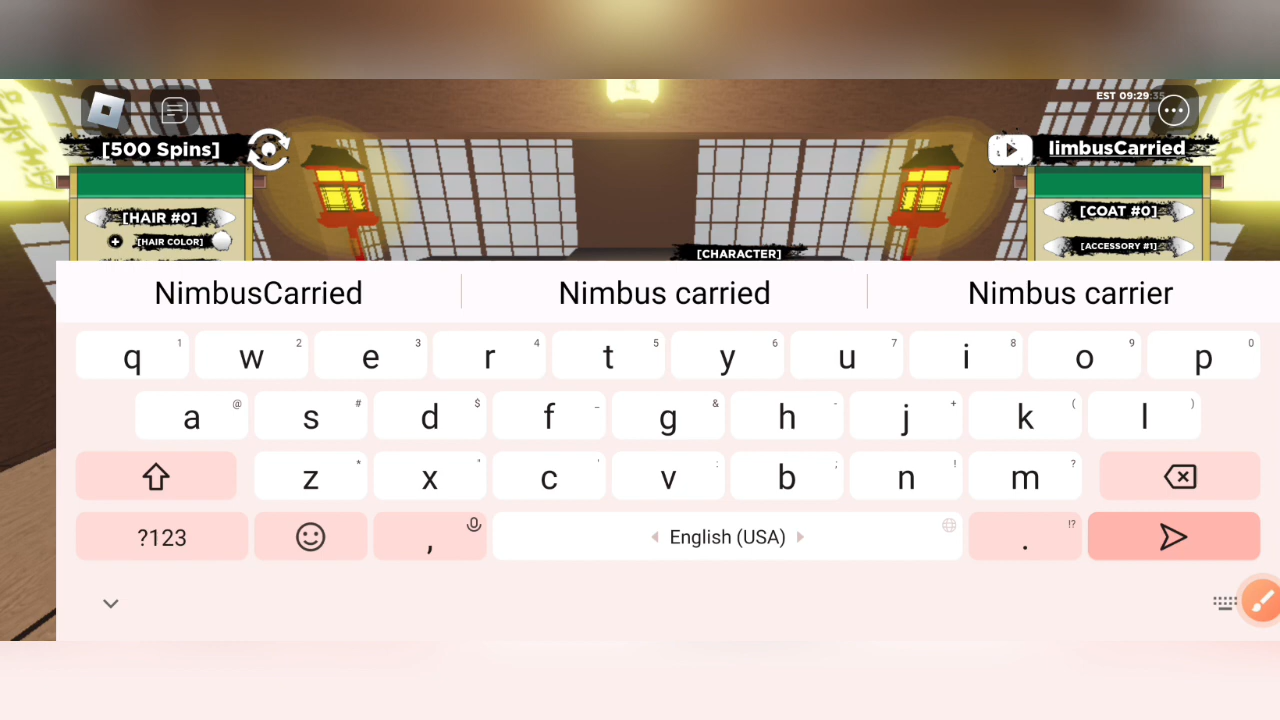 EST 09:29:35
[500 Spins]
limbusCarried
[HAIR #0]
[COAT #0]
[HAIR COLOR]
[ACCESSORY #1]
[CHARACTER]
NimbusCarried
Nimbus carried
Nimbus carrier
q 1 w 2 e 3 r 4 t 5 y 6 u 7 i 8 o 9 p 0
a @ s # d $ f _ g & h - j + k ( l )
z * x " c ' v : b ; n ! m ?
?123 , English (USA) . !?